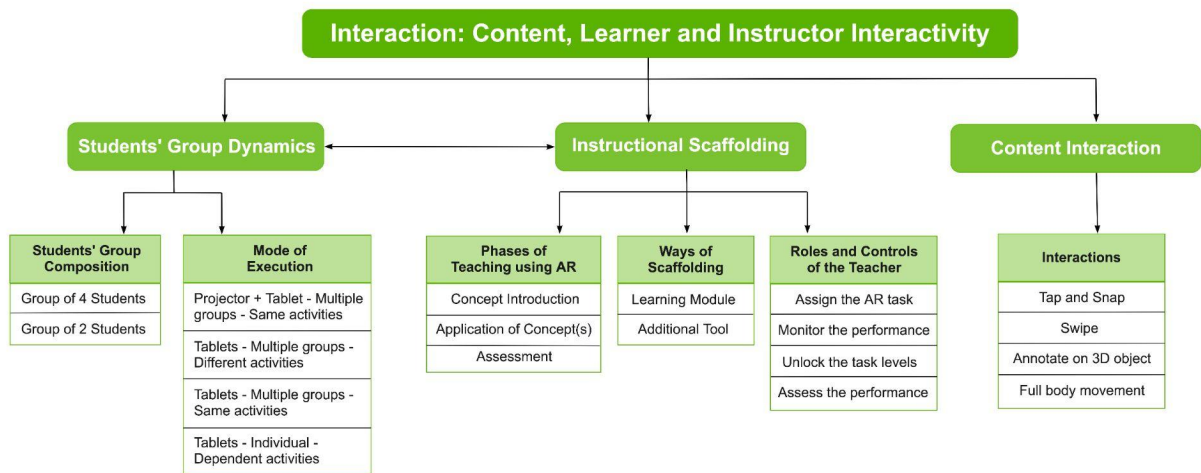 Interaction: Content, Learner and Instructor Interactivity
Students' Group Dynamics
Instructional Scaffolding
Content Interaction
Students' Group
Composition
Group of 4 Students
Group of 2 Students
Mode of
Execution
Projector + Tablet - Multiple
groups - Same activities
Tablets - Multiple groups -
Different activities
Tablets - Multiple groups -
Same activities
Tablets - Individual -
Dependent activities
Phases of
Teaching using AR
Concept Introduction
Application of Concept(s)
Assessment
Ways of
Scaffolding
Learning Module
Additional Tool
Roles and Controls
of the Teacher
Assign the AR task
Monitor the performance
Unlock the task levels
Assess the performance
Interactions
Tap and Snap
Swipe
Annotate on 3D object
Full body movement